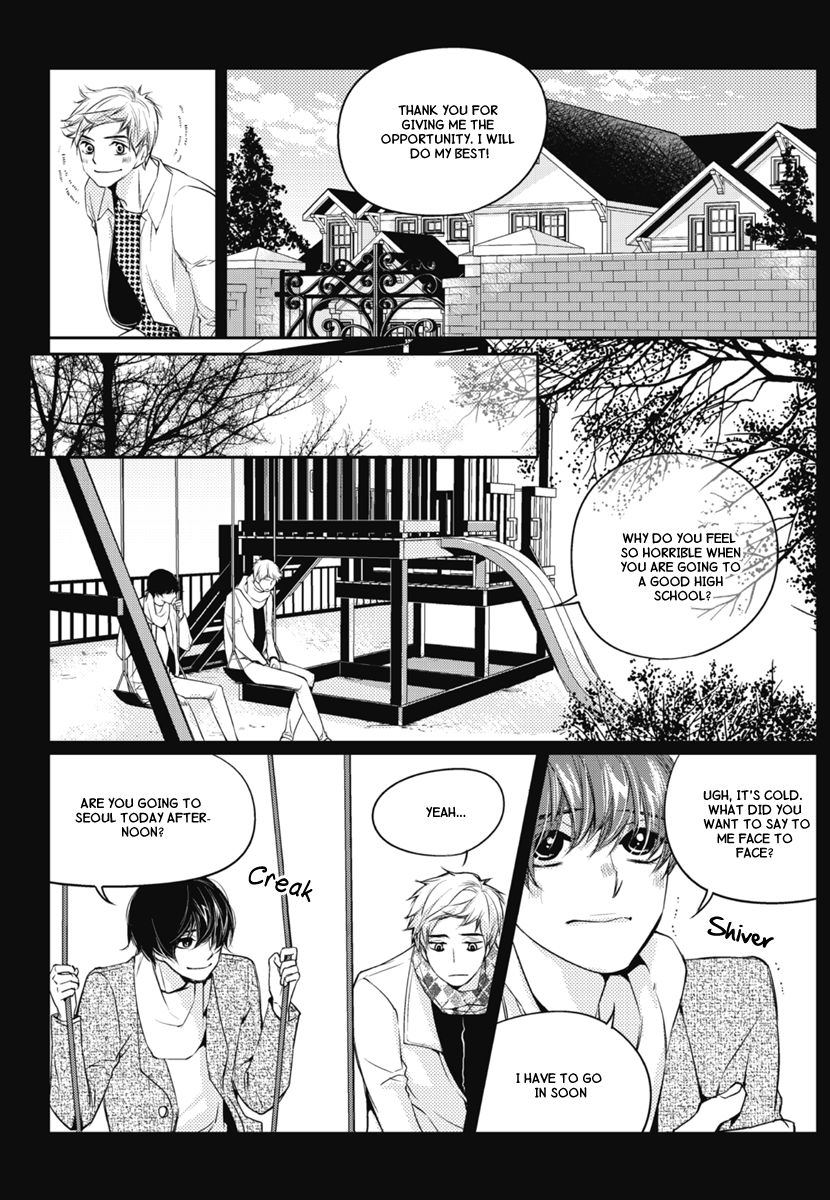 THANK YOU FOR
GIVING ME THE
OPPORTUNITY. I WILL
DO MY BEST!
WHY DO YOU FEEL
SO HORRIBLE WHEN
YOU ARE GOING TO
A GOOD HIGH
SCHOOL?
ARE YOU GOING TO
SEOUL TODAY AFTER-
NOON?
Creak
YEAH...
UGH, IT'S COLD.
WHAT DID YOU
WANT TO SAY TO
ME FACE TO
FACE?
Shiver
I HAVE TO GO
IN SOON